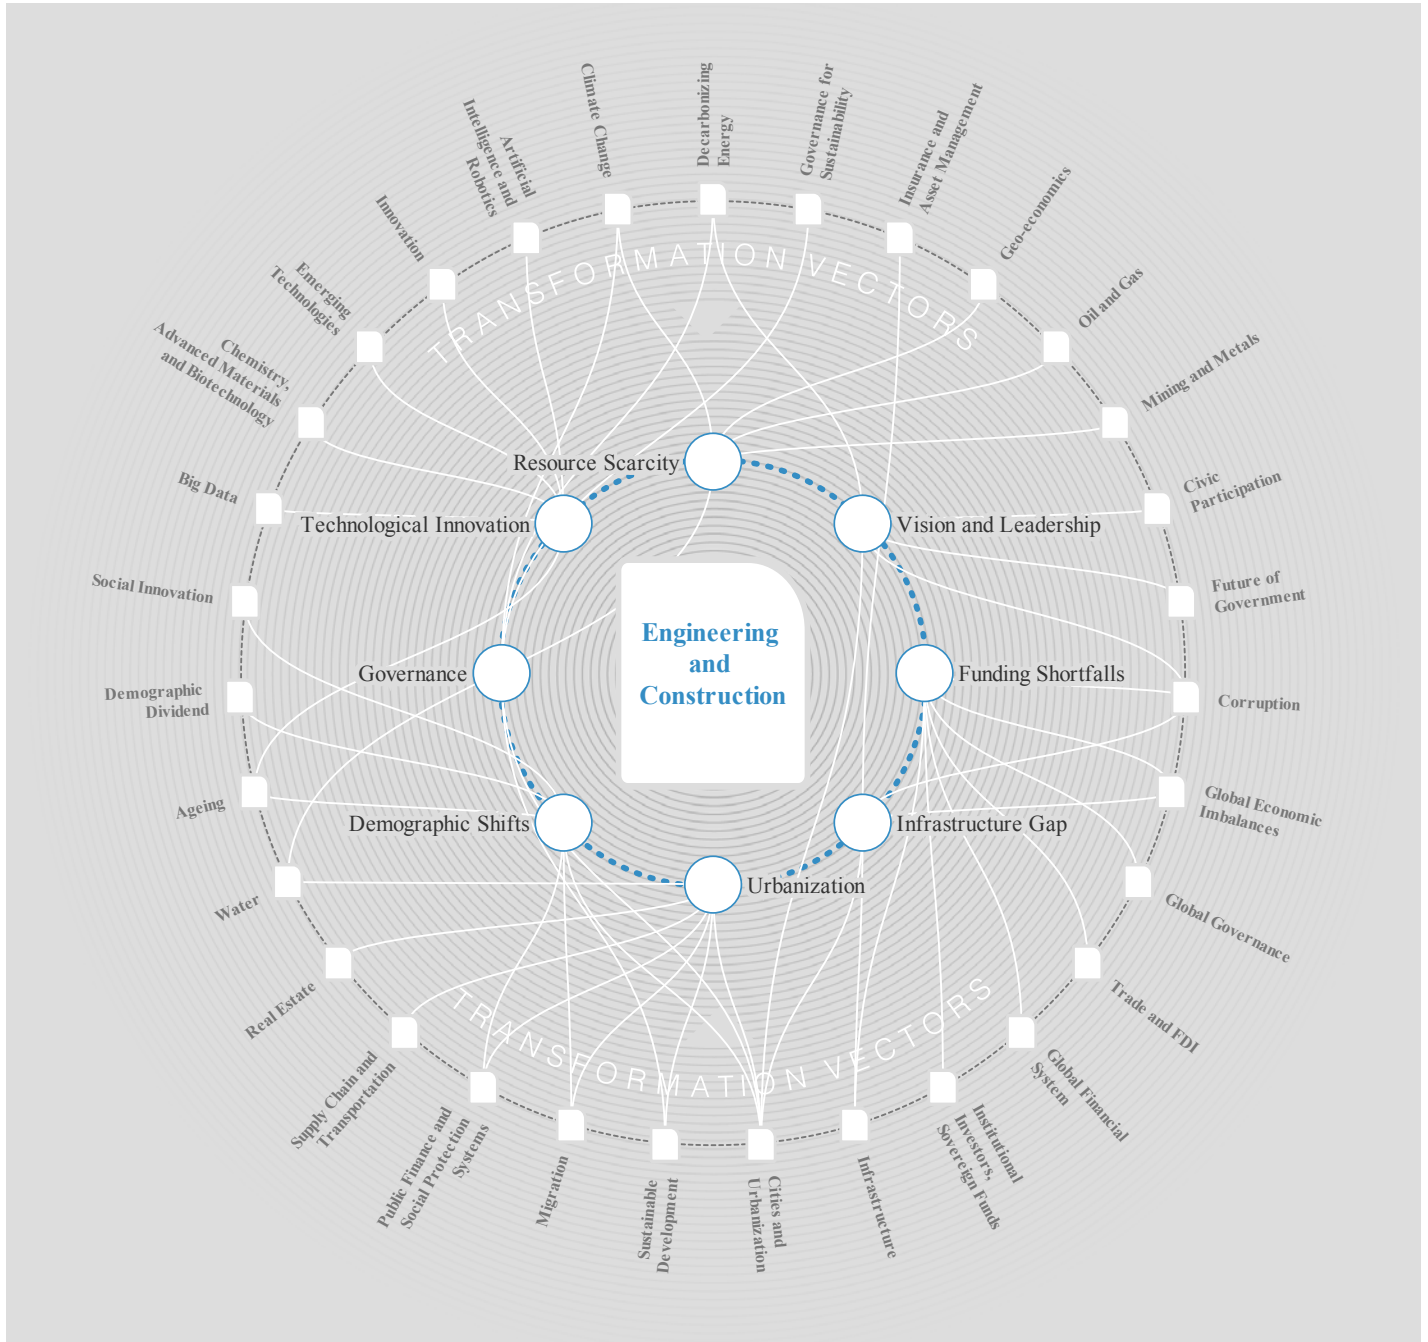 Decarbonizing
Energy
Governance for
Sustainability
Insurance and
Asset Management
Geo-economics
Oil and Gas
Mining and Metals
Civic
Participation
Future of
Government
Corruption
Global Economic
Imbalances
Global Governance
Trade and FDI
Global Financial
System
Institutional
Investors,
Sovereign Funds
Infrastructure
Cities and
Urbanization
Sustainable
Development
Migration
Public Finance and
Social Protection
Systems
Supply Chain and
Transportation
Real Estate
Water
Ageing
Demographic
Dividend
Social Innovation
Big Data
Chemistry,
Advanced Materials
and Biotechnology
Emerging
Technologies
Innovation
Artificial
Intelligence and
Robotics
Climate Change
TRANSFORMATION VECTORS
Resource Scarcity
Vision and Leadership
Funding Shortfalls
Infrastructure Gap
Urbanization
Demographic Shifts
Governance
Technological Innovation
Engineering
and
Construction
TRANSFORMATION VECTORS